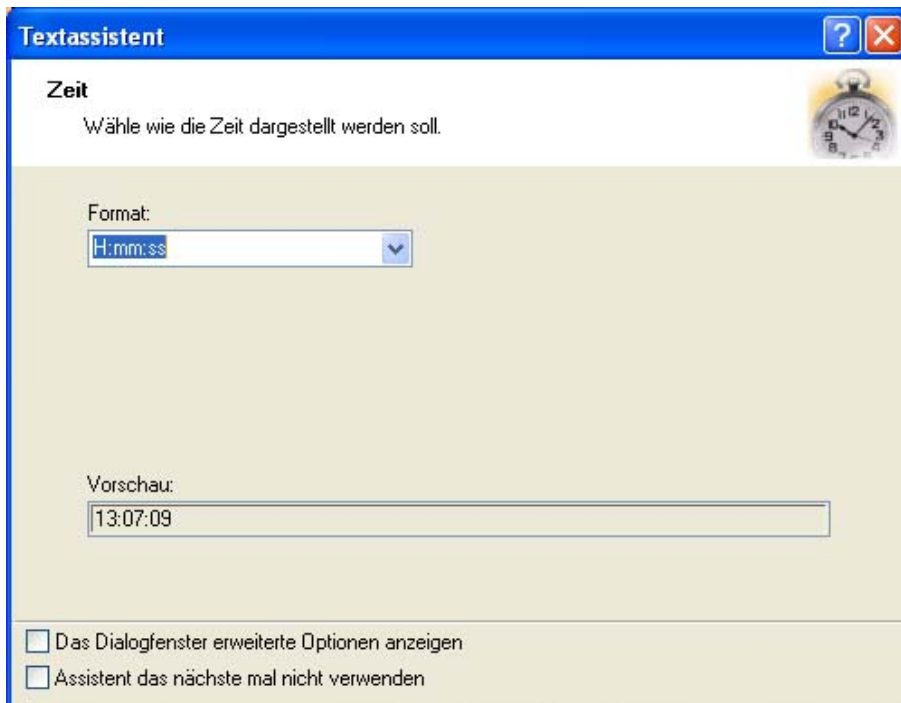 Textassistent
Zeit
Wähle wie die Zeit dargestellt werden soll.
Format:
H:mm:ss
Vorschau:
13:07:09
Das Dialogfenster erweiterte Optionen anzeigen
Assistent das nächste mal nicht verwenden